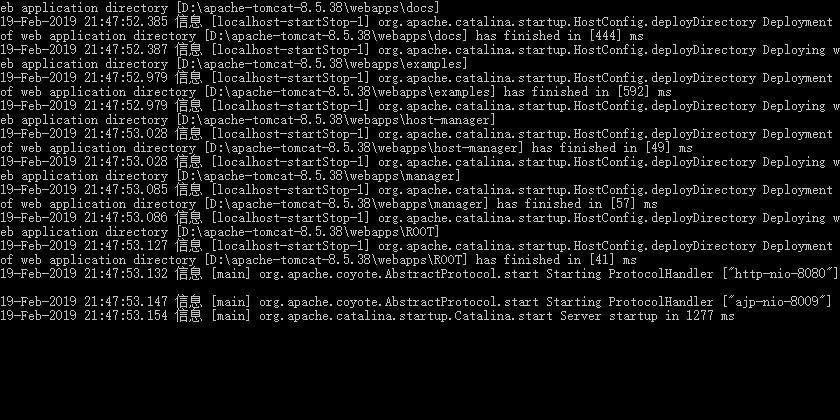 eb application directory [D:\apache-tomcat-8.5.38\webapps\docs]
19-Feb-2019 21:47:52.385 信息 [localhost-startStop-1] org.apache.catalina.startup.HostConfig.deployDirectory Deployment
of web application directory [D:\apache-tomcat-8.5.38\webapps\docs] has finished in [444] ms
19-Feb-2019 21:47:52.387 信息 [localhost-startStop-1] org.apache.catalina.startup.HostConfig.deployDirectory Deploying w
eb application directory [D:\apache-tomcat-8.5.38\webapps\examples]
19-Feb-2019 21:47:52.979 信息 [localhost-startStop-1] org.apache.catalina.startup.HostConfig.deployDirectory Deployment
of web application directory [D:\apache-tomcat-8.5.38\webapps\examples] has finished in [592] ms
19-Feb-2019 21:47:52.979 信息 [localhost-startStop-1] org.apache.catalina.startup.HostConfig.deployDirectory Deploying w
eb application directory [D:\apache-tomcat-8.5.38\webapps\host-manager]
19-Feb-2019 21:47:53.028 信息 [localhost-startStop-1] org.apache.catalina.startup.HostConfig.deployDirectory Deployment
of web application directory [D:\apache-tomcat-8.5.38\webapps\host-manager] has finished in [49] ms
19-Feb-2019 21:47:53.028 信息 [localhost-startStop-1] org.apache.catalina.startup.HostConfig.deployDirectory Deploying w
eb application directory [D:\apache-tomcat-8.5.38\webapps\manager]
19-Feb-2019 21:47:53.085 信息 [localhost-startStop-1] org.apache.catalina.startup.HostConfig.deployDirectory Deployment
of web application directory [D:\apache-tomcat-8.5.38\webapps\manager] has finished in [57] ms
19-Feb-2019 21:47:53.086 信息 [localhost-startStop-1] org.apache.catalina.startup.HostConfig.deployDirectory Deploying w
eb application directory [D:\apache-tomcat-8.5.38\webapps\ROOT]
19-Feb-2019 21:47:53.127 信息 [localhost-startStop-1] org.apache.catalina.startup.HostConfig.deployDirectory Deployment
of web application directory [D:\apache-tomcat-8.5.38\webapps\ROOT] has finished in [41] ms
19-Feb-2019 21:47:53.132 信息 [main] org.apache.coyote.AbstractProtocol.start Starting ProtocolHandler ["http-nio-8080"]
19-Feb-2019 21:47:53.147 信息 [main] org.apache.coyote.AbstractProtocol.start Starting ProtocolHandler ["ajp-nio-8009"]
19-Feb-2019 21:47:53.154 信息 [main] org.apache.catalina.startup.Catalina.start Server startup in 1277 ms